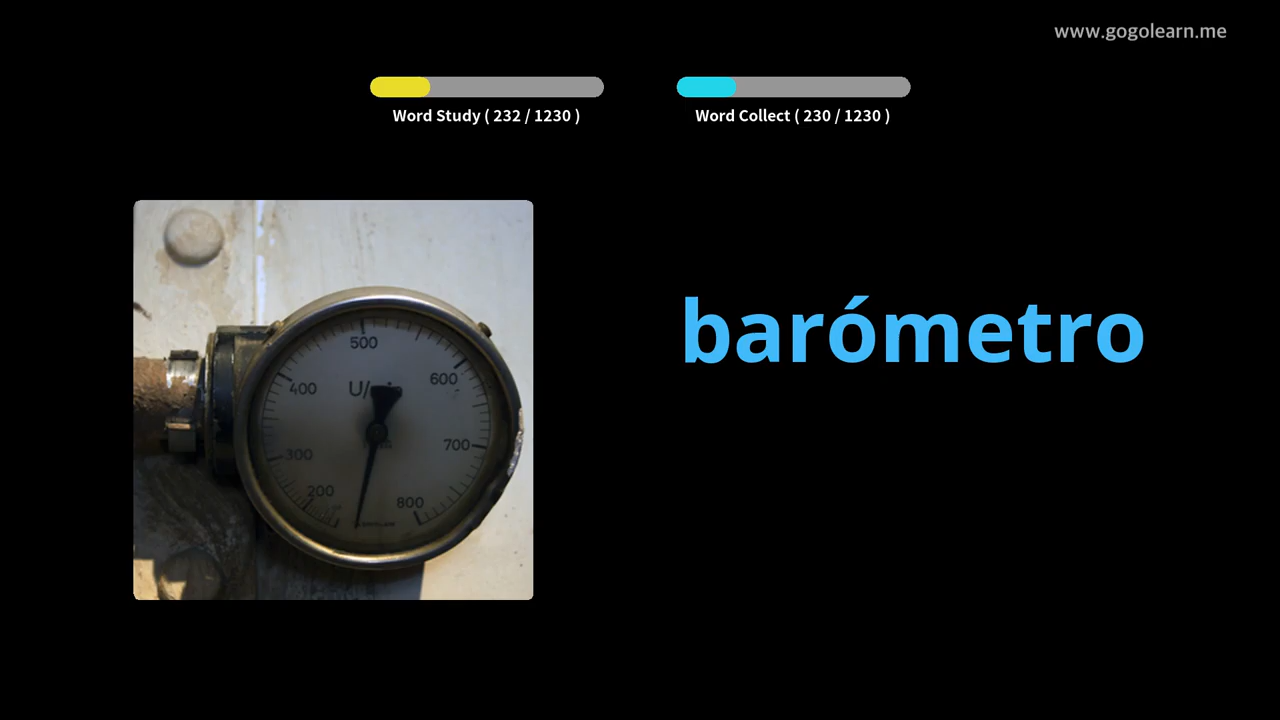 www.gogolearn.me
Word Study ( 232 / 1230 )
Word Collect ( 230 / 1230 )
barómetro
500
400
600
U/
300
700
200
800